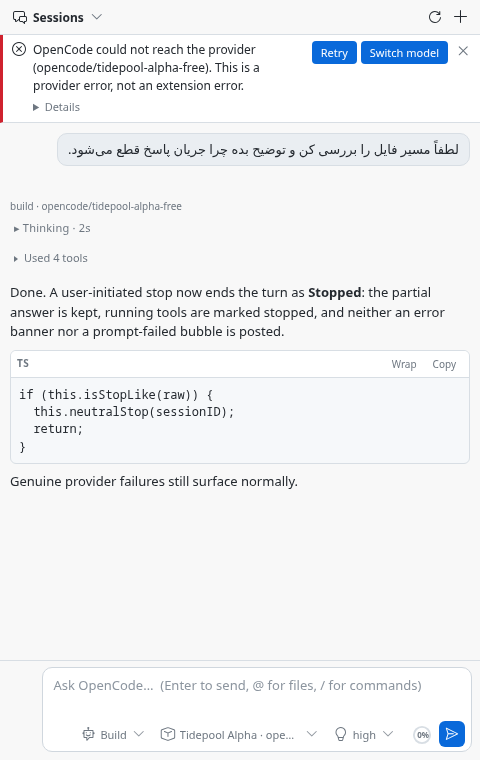 Sessions
OpenCode could not reach the provider
(opencode/tidepool-alpha-free). This is a
provider error, not an extension error.
Retry
Switch model
Details
لطفاً مسیر فایل را بررسی کن و توضیح بده چرا جریان پاسخ قطع می‌شود.
build · opencode/tidepool-alpha-free
Thinking · 2s
Used 4 tools
Done. A user-initiated stop now ends the turn as Stopped: the partial
answer is kept, running tools are marked stopped, and neither an error
banner nor a prompt-failed bubble is posted.
TS
Wrap
Copy
if (this.isStopLike(raw)) {
  this.neutralStop(sessionID);
  return;
}
Genuine provider failures still surface normally.
Ask OpenCode... (Enter to send, @ for files, / for commands)
Build
Tidepool Alpha · ope...
high
0%